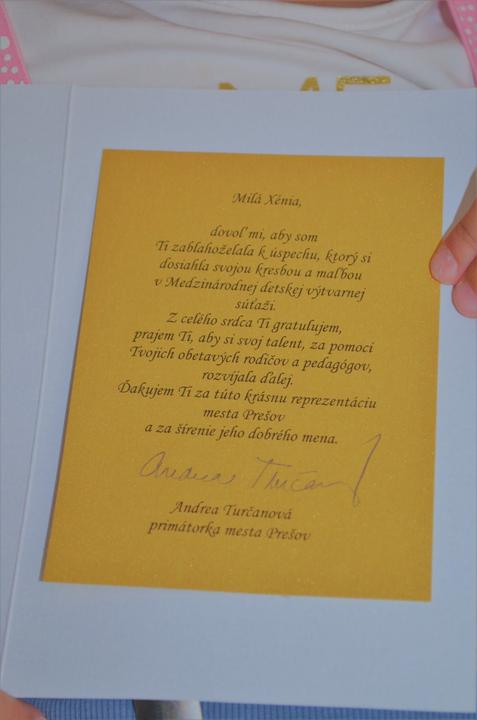 Milá Xénia,
dovoľ mi, aby som
Ti zablahoželala k úspechu, ktorý si
dosiahla svojou kresbou a maľbou
v Medzinárodnej detskej výtvarnej
súťaži.
Z celého srdca Ti gratulujem,
prajem Ti, aby si svoj talent, za pomoci
Tvojich obetavých rodičov a pedagógov,
rozvíjala ďalej.
Ďakujem Ti za túto krásnu reprezentáciu
mesta Prešov
a za šírenie jeho dobrého mena.
Andrea Turčanová
Andrea Turčanová
primátorka mesta Prešov